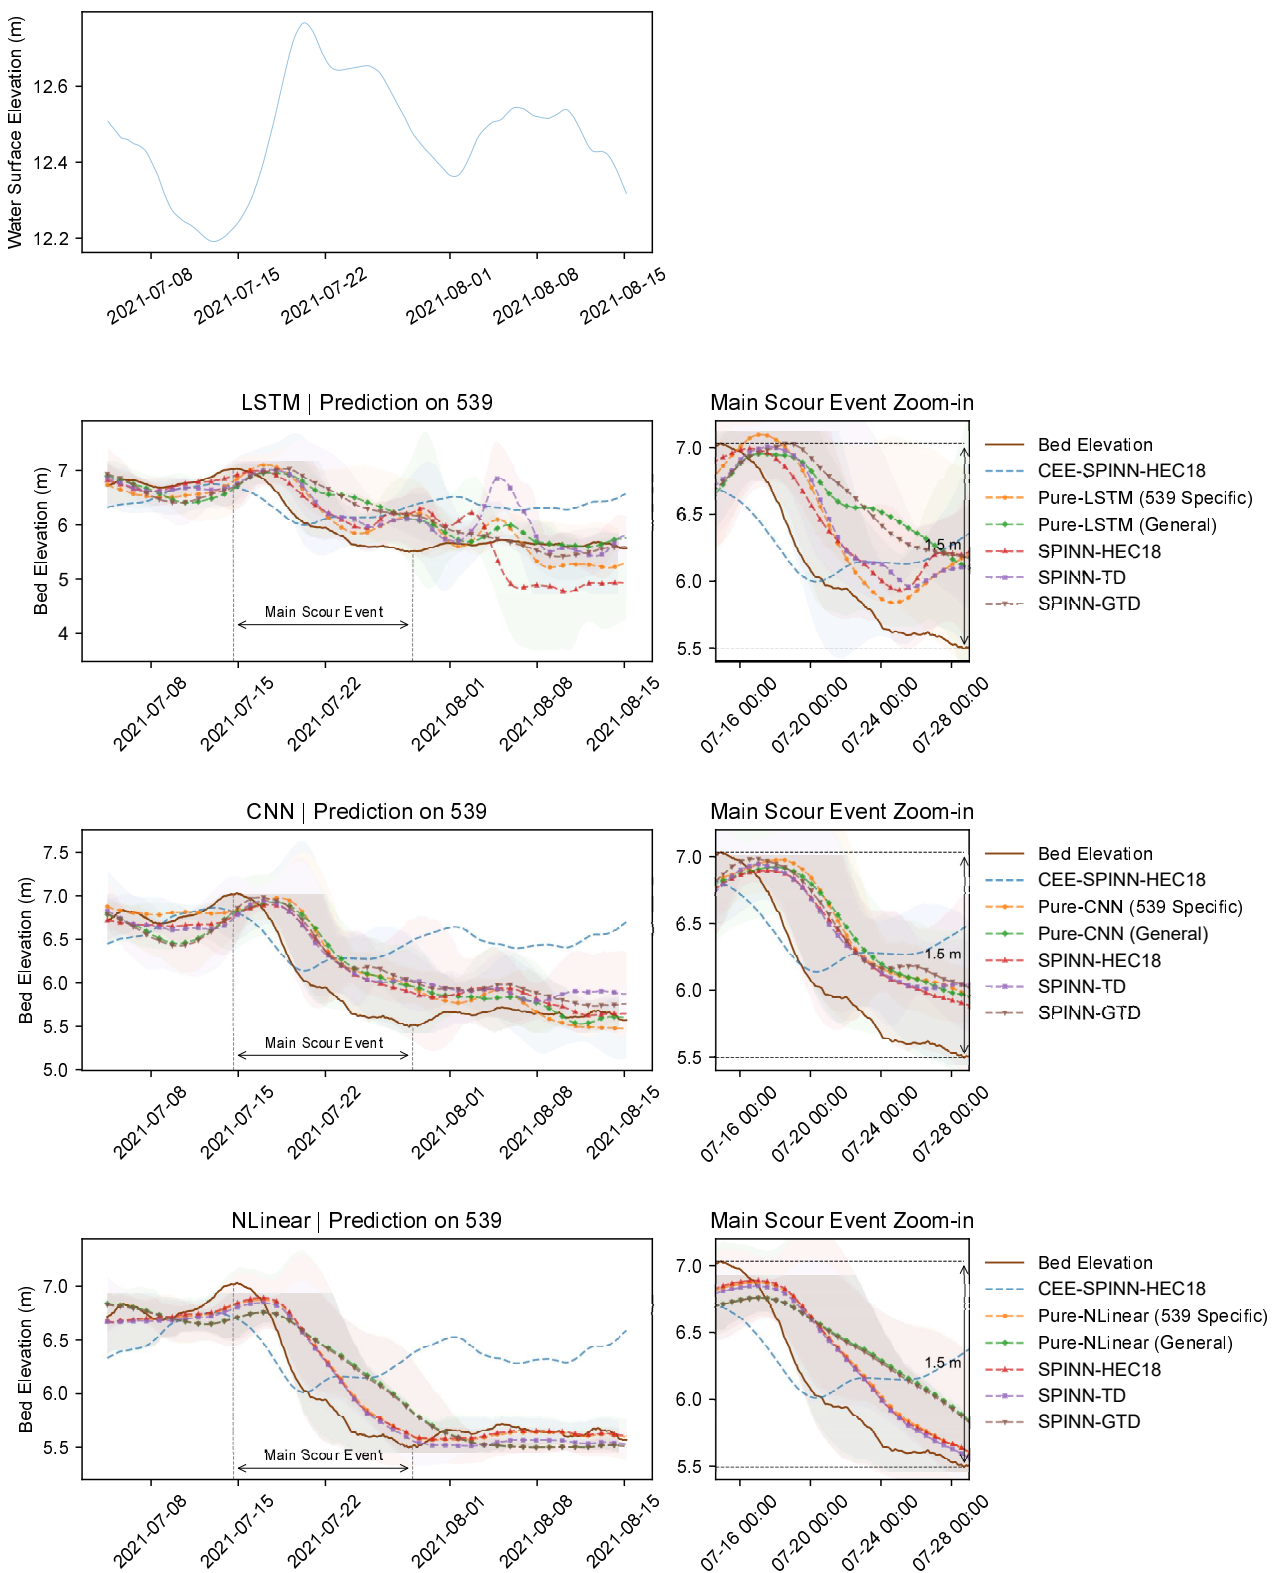 Water Surface Elevation (m)
12.6
12.4
12.2
2021-07-08
2021-07-15
2021-07-22
2021-08-01
2021-08-08
2021-08-15
LSTM | Prediction on 539
Bed Elevation (m)
7
6
5
4
Main Scour Event
2021-07-08
2021-07-15
2021-07-22
2021-08-01
2021-08-08
2021-08-15
Main Scour Event Zoom-in
7.0
6.5
6.0
5.5
1.5 m
07-16 00:00
07-20 00:00
07-24 00:00
07-28 00:00
Bed Elevation
CEE-SPINN-HEC18
Pure-LSTM (539 Specific)
Pure-LSTM (General)
SPINN-HEC18
SPINN-TD
SPINN-GTD
CNN | Prediction on 539
Bed Elevation (m)
7.5
7.0
6.5
6.0
5.5
5.0
Main Scour Event
2021-07-08
2021-07-15
2021-07-22
2021-08-01
2021-08-08
2021-08-15
Main Scour Event Zoom-in
7.0
6.5
6.0
5.5
1.5 m
07-16 00:00
07-20 00:00
07-24 00:00
07-28 00:00
Bed Elevation
CEE-SPINN-HEC18
Pure-CNN (539 Specific)
Pure-CNN (General)
SPINN-HEC18
SPINN-TD
SPINN-GTD
NLinear | Prediction on 539
Bed Elevation (m)
7.0
6.5
6.0
5.5
Main Scour Event
2021-07-08
2021-07-15
2021-07-22
2021-08-01
2021-08-08
2021-08-15
Main Scour Event Zoom-in
7.0
6.5
6.0
5.5
1.5 m
07-16 00:00
07-20 00:00
07-24 00:00
07-28 00:00
Bed Elevation
CEE-SPINN-HEC18
Pure-NLinear (539 Specific)
Pure-NLinear (General)
SPINN-HEC18
SPINN-TD
SPINN-GTD